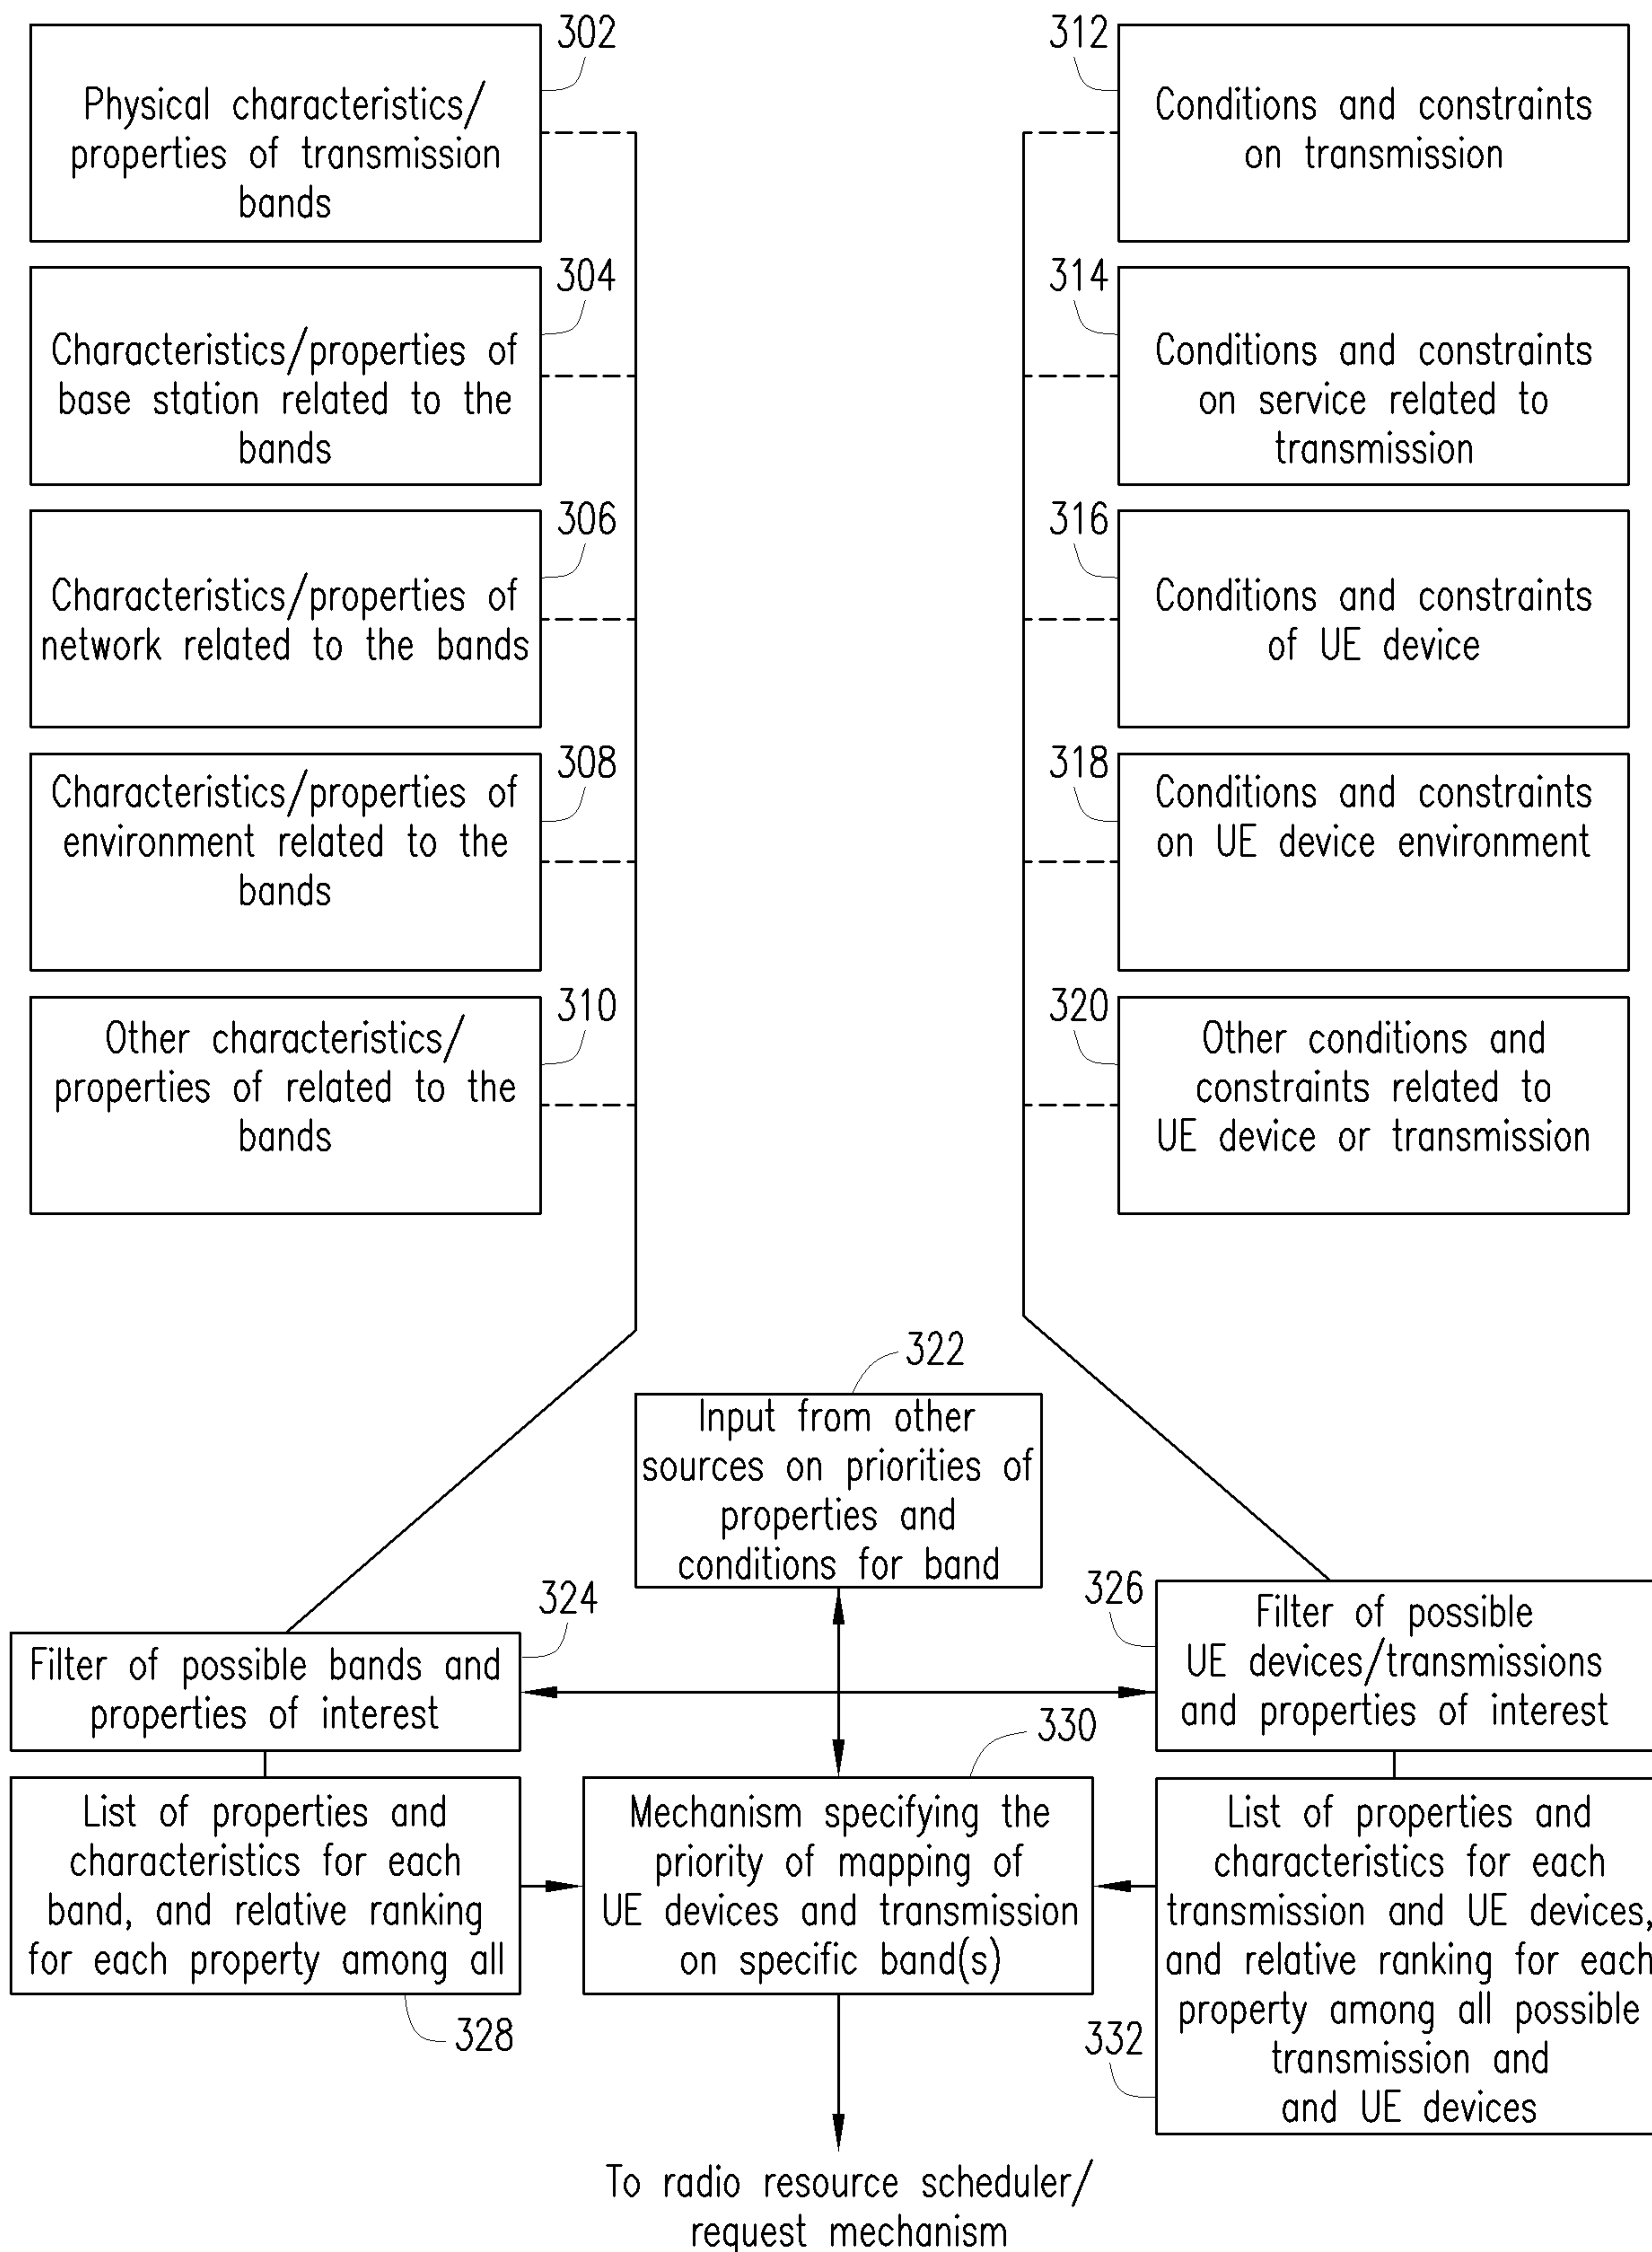 302
Physical characteristics/
properties of transmission
bands
304
Characteristics/properties of
base station related to the
bands
306
Characteristics/properties of
network related to the bands
308
Characteristics/properties of
environment related to the
bands
310
Other characteristics/
properties of related to the
bands
312
Conditions and constraints
on transmission
314
Conditions and constraints
on service related to
transmission
316
Conditions and constraints
of UE device
318
Conditions and constraints
on UE device environment
320
Other conditions and
constraints related to
UE device or transmission
322
Input from other
sources on priorities of
properties and
conditions for band
324
Filter of possible bands and
properties of interest
326
Filter of possible
UE devices/transmissions
and properties of interest
List of properties and
characteristics for each
band, and relative ranking
for each property among all
328
330
Mechanism specifying the
priority of mapping of
UE devices and transmission
on specific band(s)
List of properties and
characteristics for each
transmission and UE devices,
and relative ranking for each
property among all possible
transmission and
and UE devices
332
To radio resource scheduler/
request mechanism